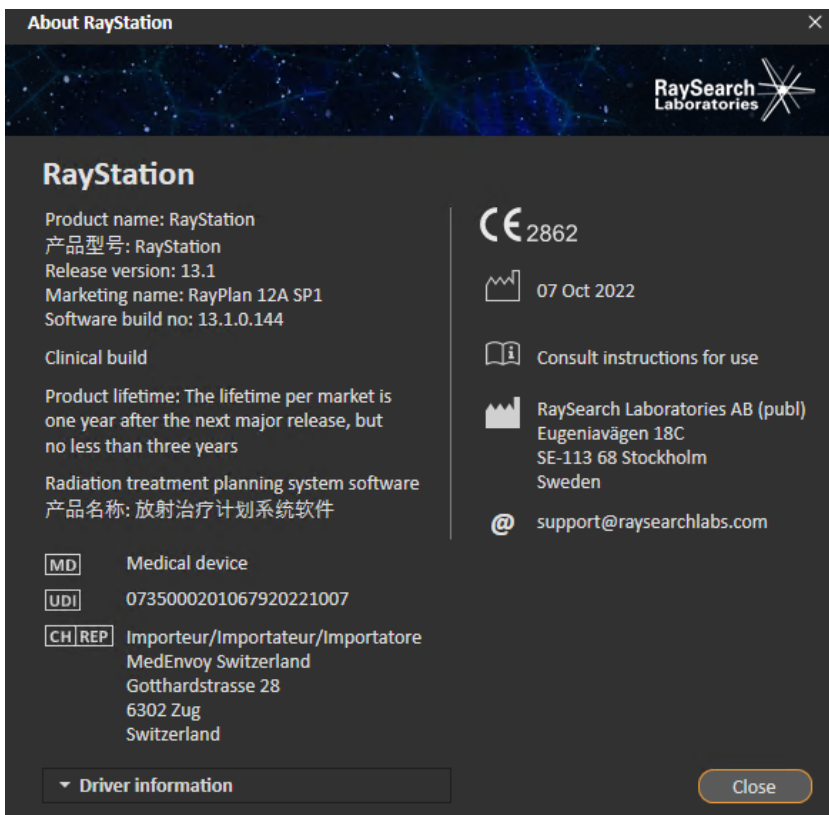 About RayStation
RaySearch
Laboratories
RayStation
Product name: RayStation
产品型号: RayStation
Release version: 13.1
Marketing name: RayPlan 12A SP1
Software build no: 13.1.0.144
Clinical build
Product lifetime: The lifetime per market is
one year after the next major release, but
no less than three years
Radiation treatment planning system software
产品名称: 放射治疗计划系统软件
CE 2862
07 Oct 2022
Consult instructions for use
RaySearch Laboratories AB (publ)
Eugeniavägen 18C
SE-113 68 Stockholm
Sweden
@ support@raysearchlabs.com
MD Medical device
UDI 0735000201067920221007
CH REP Importeur/Importateur/Importatore
MedEnvoy Switzerland
Gotthardstrasse 28
6302 Zug
Switzerland
Driver information
Close